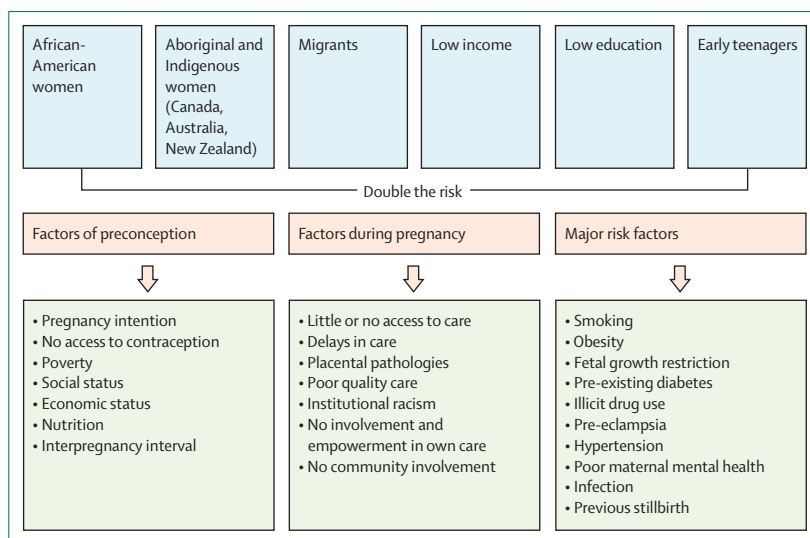 African-
American
women
Aboriginal and
Indigenous
women
(Canada,
Australia,
New Zealand)
Migrants
Low income
Low education
Early teenagers
Double the risk
Factors of preconception
Factors during pregnancy
Major risk factors
• Pregnancy intention
• No access to contraception
• Poverty
• Social status
• Economic status
• Nutrition
• Interpregnancy interval
• Little or no access to care
• Delays in care
• Placental pathologies
• Poor quality care
• Institutional racism
• No involvement and
empowerment in own care
• No community involvement
• Smoking
• Obesity
• Fetal growth restriction
• Pre-existing diabetes
• Illicit drug use
• Pre-eclampsia
• Hypertension
• Poor maternal mental health
• Infection
• Previous stillbirth